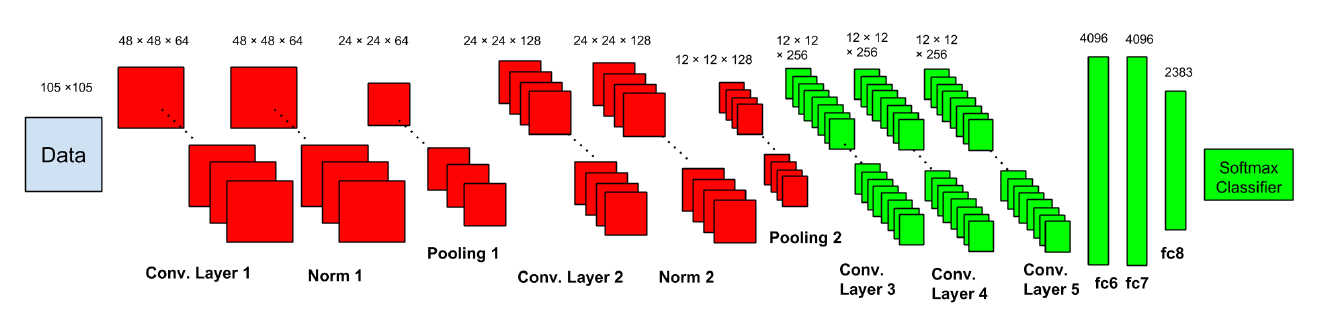 105 ×105
Data
48 × 48 × 64
Conv. Layer 1
48 × 48 × 64
Norm 1
24 × 24 × 64
Pooling 1
24 × 24 × 128
Conv. Layer 2
24 × 24 × 128
Norm 2
12 × 12 × 128
Pooling 2
12 × 12
× 256
Conv.
Layer 3
12 × 12
× 256
Conv.
Layer 4
12 × 12
× 256
Conv.
Layer 5
4096
fc6
4096
fc7
2383
fc8
Softmax
Classifier